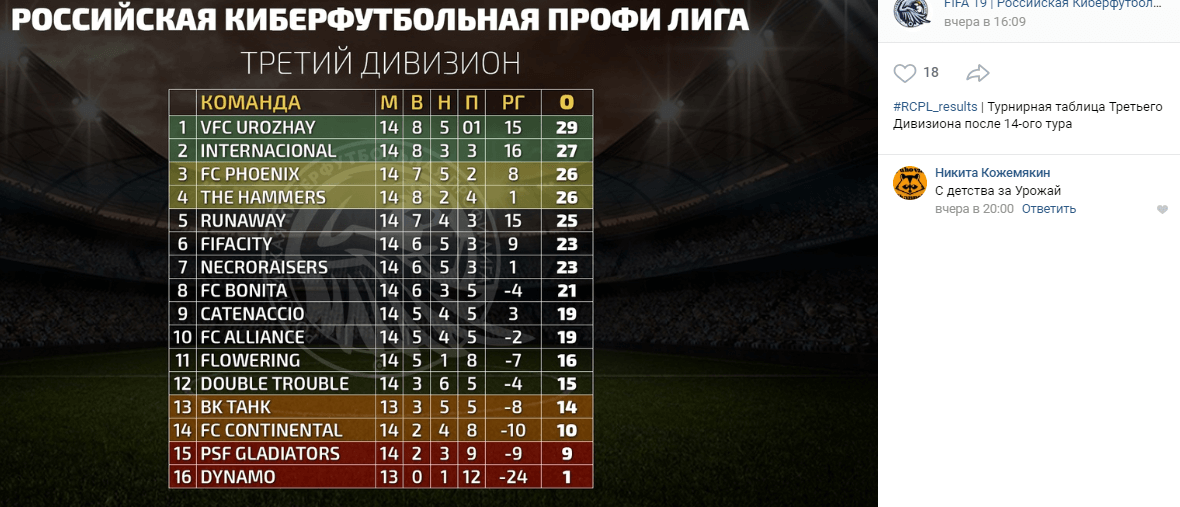 РОССИЙСКАЯ КИБЕРФУТБОЛЬНАЯ ПРОФИ ЛИГА
ТРЕТИЙ ДИВИЗИОН
КОМАНДА М В Н П РГ О
1 VFC UROZHAY 14 8 5 01 15 29
2 INTERNACIONAL 14 8 3 3 16 27
3 FC PHOENIX 14 7 5 2 8 26
4 THE HAMMERS 14 8 2 4 1 26
5 RUNAWAY 14 7 4 3 15 25
6 FIFACITY 14 6 5 3 9 23
7 NECRORAISERS 14 6 5 3 1 23
8 FC BONITA 14 6 3 5 -4 21
9 CATENACCIO 14 5 4 5 3 19
10 FC ALLIANCE 14 5 4 5 -2 19
11 FLOWERING 14 5 1 8 -7 16
12 DOUBLE TROUBLE 14 3 6 5 -4 15
13 ВК ТАНК 13 3 5 5 -8 14
14 FC CONTINENTAL 14 2 4 8 -10 10
15 PSF GLADIATORS 14 2 3 9 -9 9
16 DYNAMO 13 0 1 12 -24 1
FIFA 19 | Российская Киберфутбол...
вчера в 16:09
18
#RCPL_results | Турнирная таблица Третьего
Дивизиона после 14-ого тура
Никита Кожемякин
С детства за Урожай
вчера в 20:00 Ответить